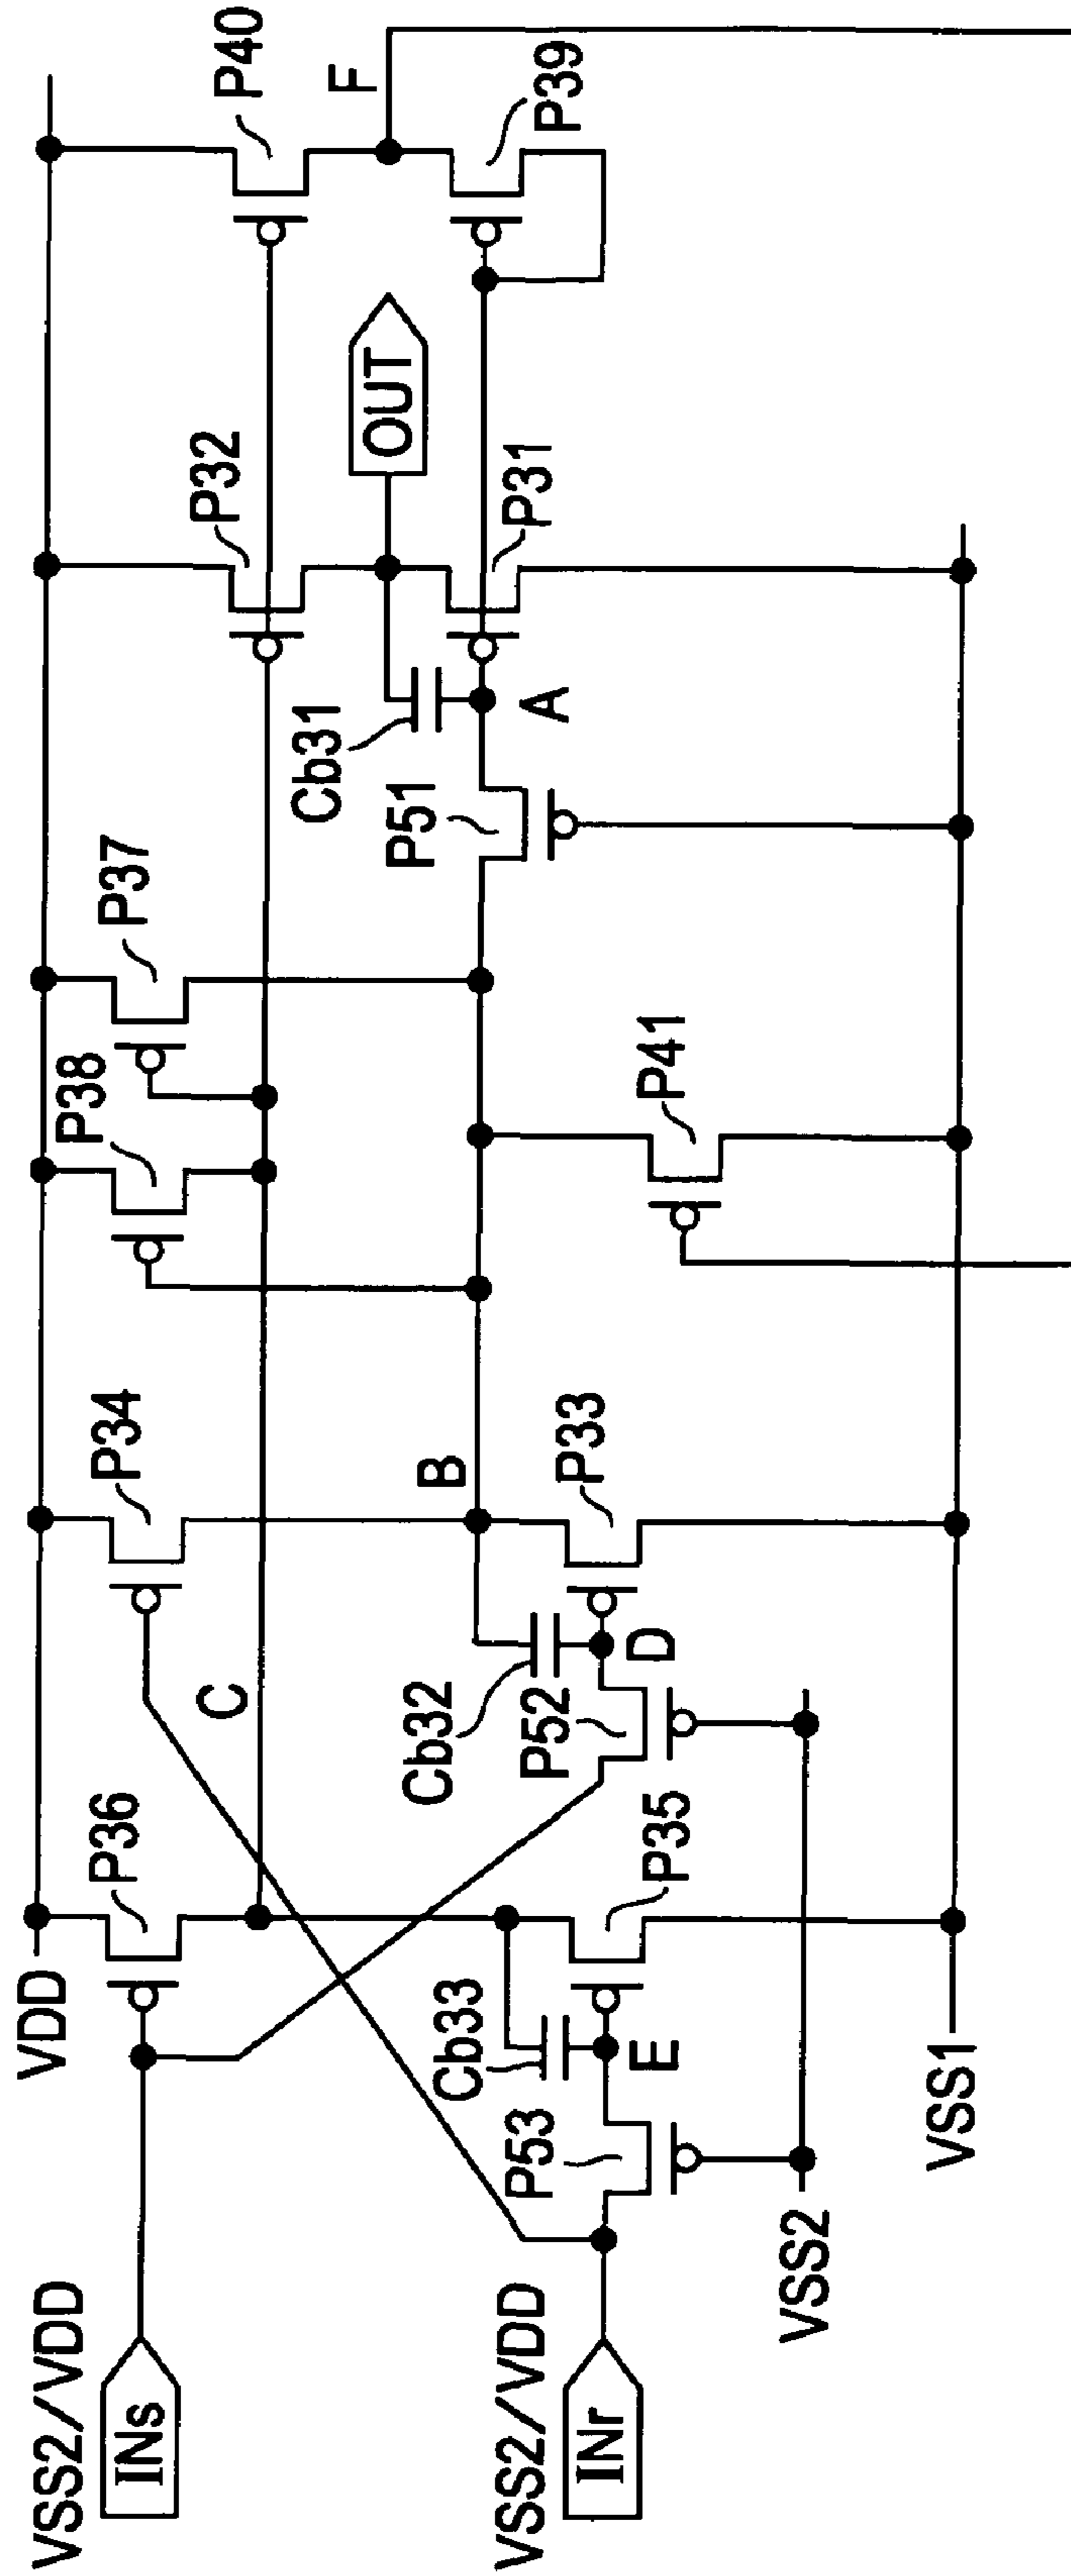 VDD
P36
P34
P38
P37
P32
P40
VSS2/VDD
INs
C
B
Cb31
OUT
F
P51
A
P31
P39
Cb33
Cb32
P52
D
P33
P41
P53
E
P35
VSS2/VDD
INr
VSS2
VSS1